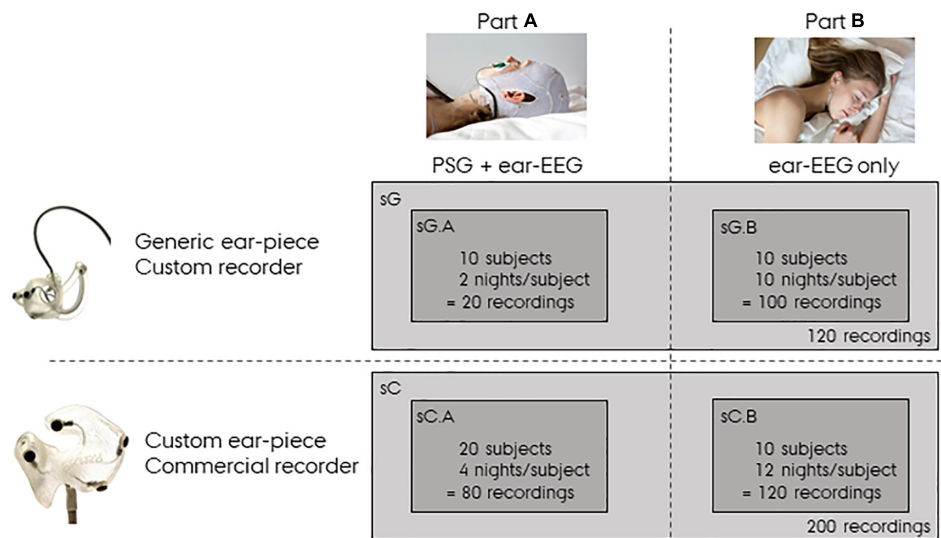 Part A
Part B
PSG + ear-EEG
ear-EEG only
Generic ear-piece
Custom recorder
sG
sG.A
10 subjects
2 nights/subject
= 20 recordings
sG.B
10 subjects
10 nights/subject
= 100 recordings
120 recordings
Custom ear-piece
Commercial recorder
sC
sC.A
20 subjects
4 nights/subject
= 80 recordings
sC.B
10 subjects
12 nights/subject
= 120 recordings
200 recordings